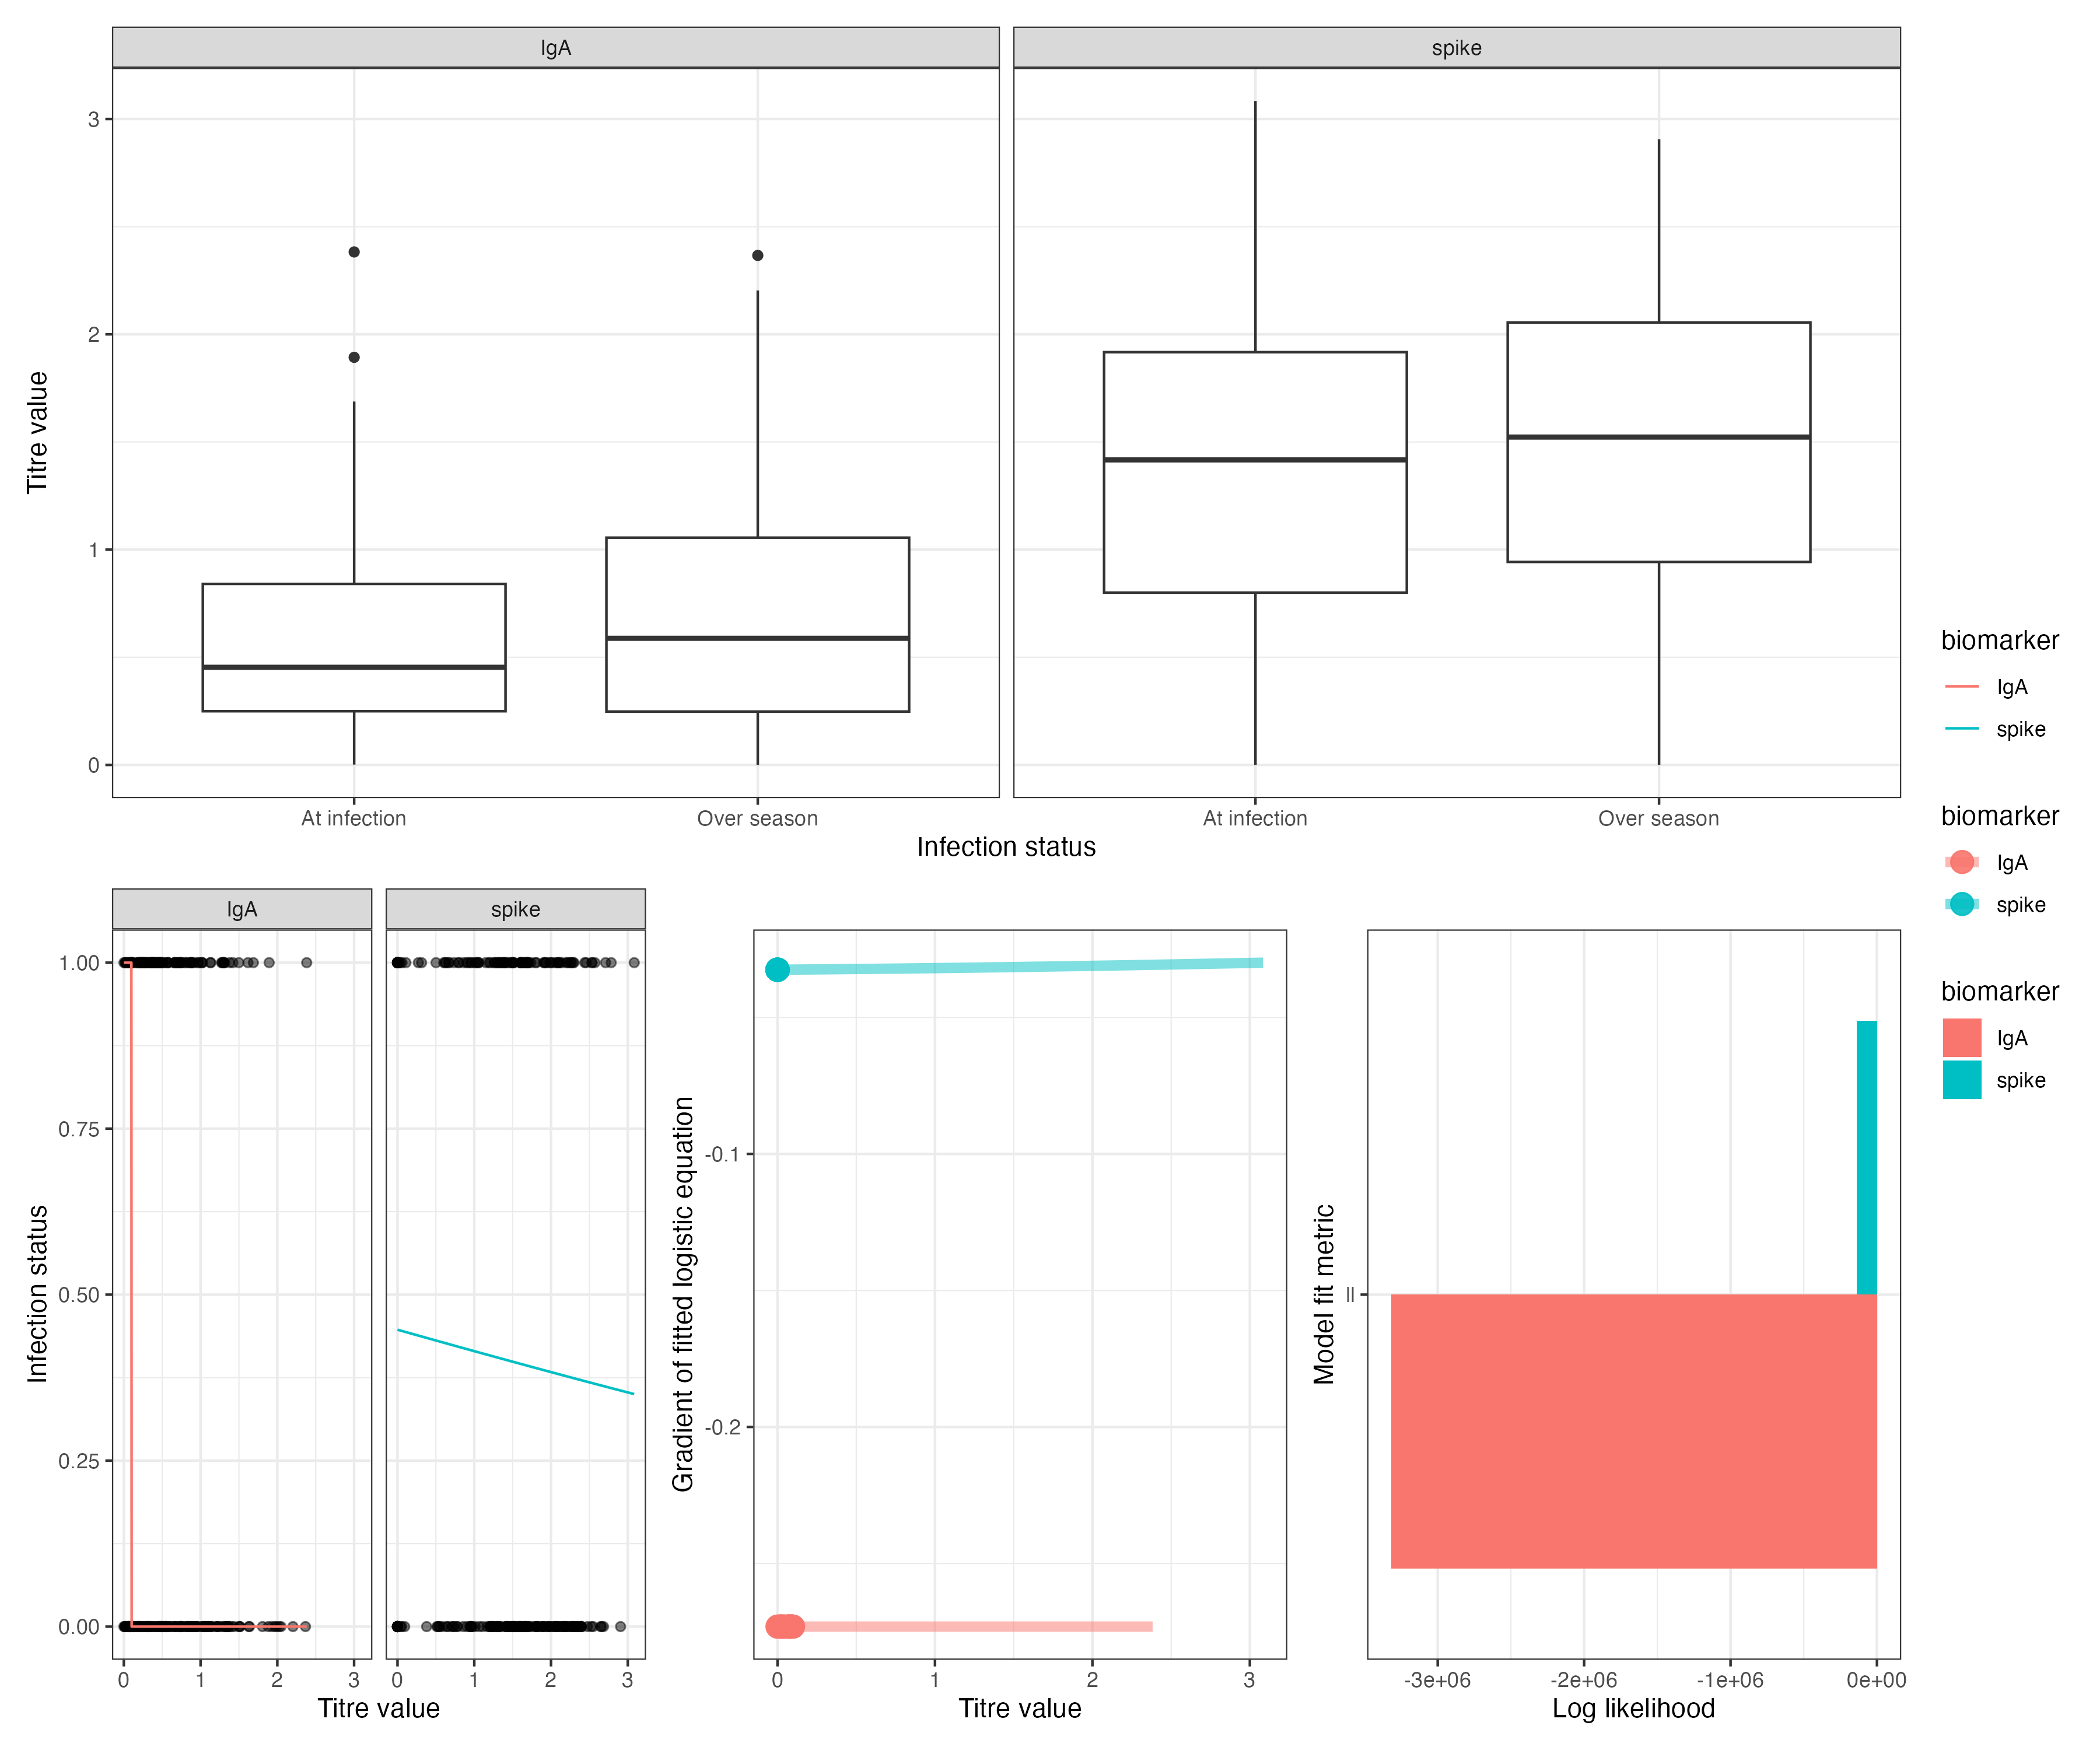 IgA
spike
Titre value
3
2
1
0
At infection
Over season
At infection
Over season
Infection status
biomarker
IgA
spike
biomarker
IgA
spike
biomarker
IgA
spike
IgA
spike
Infection status
1.00
0.75
0.50
0.25
0.00
0
1
2
3
0
1
2
3
Titre value
Gradient of fitted logistic equation
-0.1
-0.2
0
1
2
3
Titre value
Model fit metric
ll
-3e+06
-2e+06
-1e+06
0e+00
Log likelihood